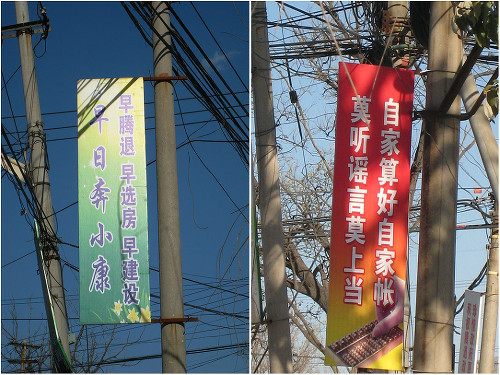 早腾退 早选房 早建设
早日奔小康
自家算好自家帐
莫听谣言莫上当